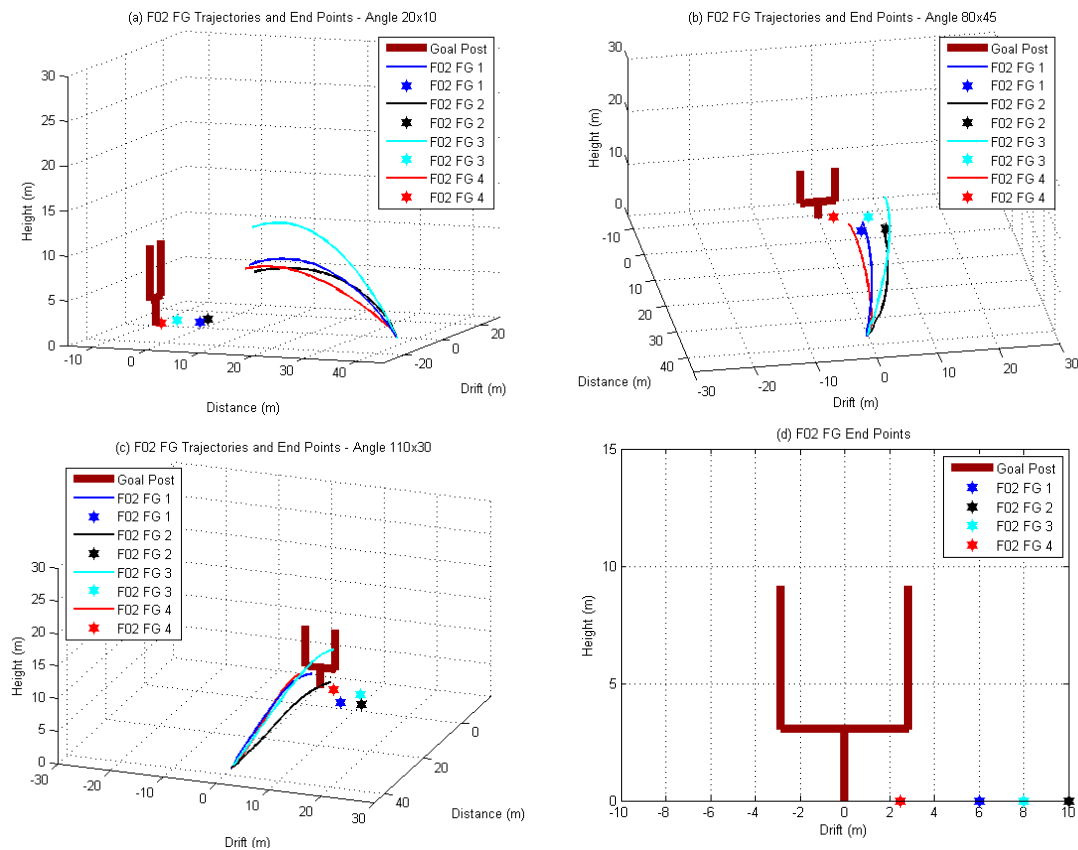 (a) F02 FG Trajectories and End Points - Angle 20x10
30
25
20
15
10
5
0
Height (m)
-10
0
10
20
30
40
Distance (m)
-20
0
20
Drift (m)
Goal Post
F02 FG 1
F02 FG 1
F02 FG 2
F02 FG 2
F02 FG 3
F02 FG 3
F02 FG 4
F02 FG 4
(b) F02 FG Trajectories and End Points - Angle 80x45
30
20
10
0
Height (m)
-10
0
10
20
30
40
Distance (m)
-30
-20
-10
0
10
20
30
Drift (m)
Goal Post
F02 FG 1
F02 FG 1
F02 FG 2
F02 FG 2
F02 FG 3
F02 FG 3
F02 FG 4
F02 FG 4
(c) F02 FG Trajectories and End Points - Angle 110x30
Goal Post
F02 FG 1
F02 FG 1
F02 FG 2
F02 FG 2
F02 FG 3
F02 FG 3
F02 FG 4
F02 FG 4
30
25
20
15
10
5
0
Height (m)
-30
-20
-10
0
10
20
30
Drift (m)
0
20
40
Distance (m)
(d) F02 FG End Points
15
10
5
0
Height (m)
-10
-8
-6
-4
-2
0
2
4
6
8
10
Drift (m)
Goal Post
F02 FG 1
F02 FG 2
F02 FG 3
F02 FG 4